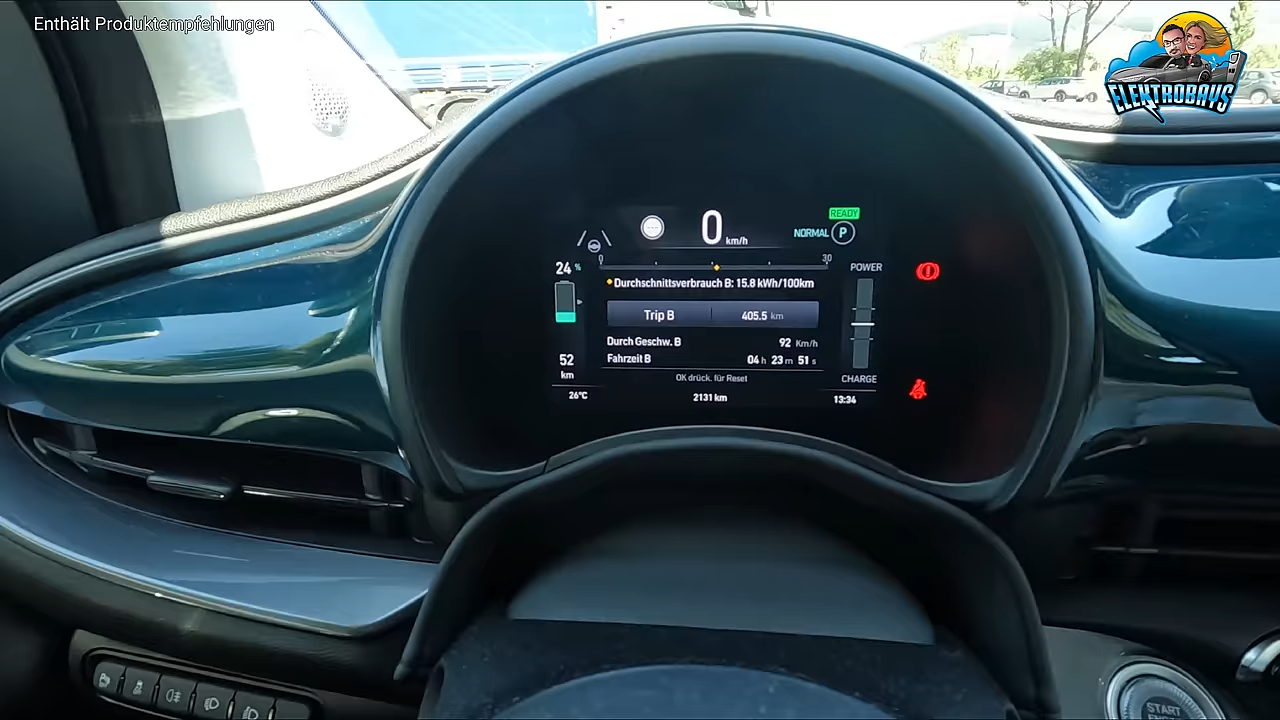 Enthält Produktempfehlungen
ELEKTROBAYS
0 km/h
READY
NORMAL P
0 30
24 %
POWER
Durchschnittsverbrauch B: 15.8 kWh/100km
Trip B 405.5 km
Durch Geschw. B 92 Km/h
Fahrzeit B 04 h 23 m 51 s
52
km
OK drück. für Reset
CHARGE
26°C 2131 km 13:34
START